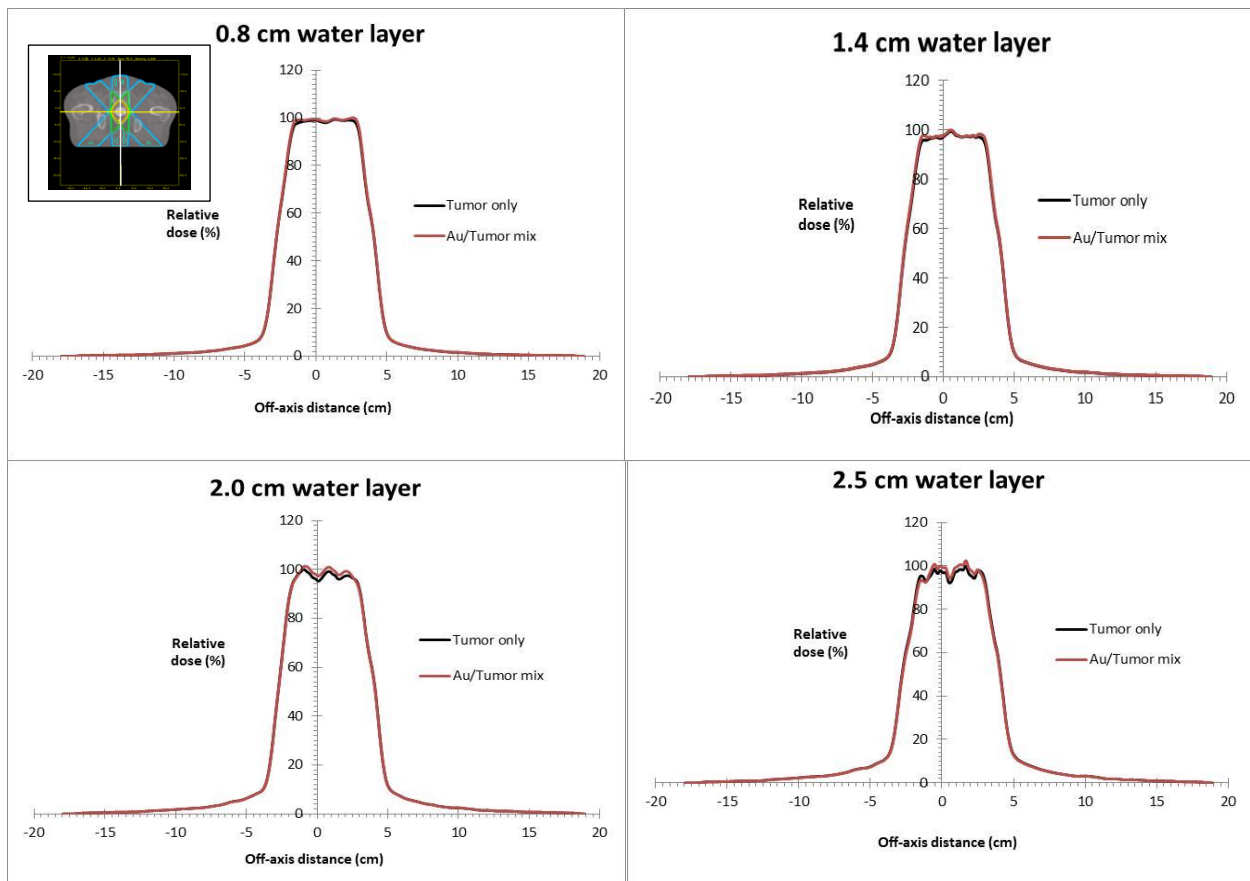 0.8 cm water layer
120
100
80
60
40
20
0
Relative
dose (%)
Tumor only
Au/Tumor mix
-20 -15 -10 -5 0 5 10 15 20
Off-axis distance (cm)
1.4 cm water layer
120
100
80
60
40
20
0
Relative
dose (%)
Tumor only
Au/Tumor mix
-20 -15 -10 -5 0 5 10 15 20
Off-axis distance (cm)
2.0 cm water layer
120
100
80
60
40
20
0
Relative
dose (%)
Tumor only
Au/Tumor mix
-20 -15 -10 -5 0 5 10 15 20
Off-axis distance (cm)
2.5 cm water layer
120
100
80
60
40
20
0
Relative
dose (%)
Tumor only
Au/Tumor mix
-20 -15 -10 -5 0 5 10 15 20
Off-axis distance (cm)